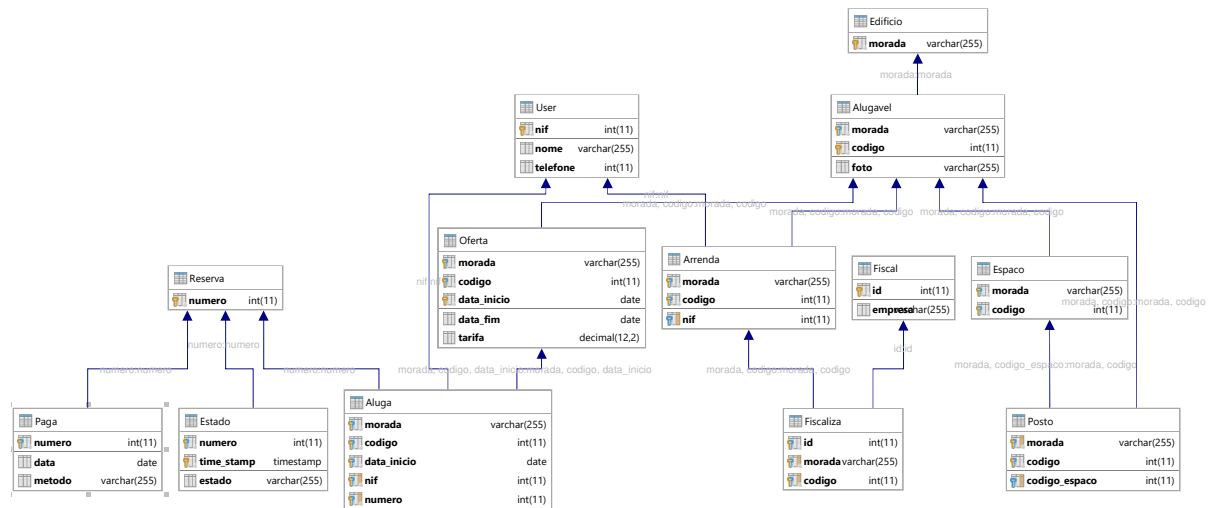 Edificio
morada varchar(255)
morada:morada
User
nif int(11)
nome varchar(255)
telefone int(11)
Alugavel
morada varchar(255)
codigo int(11)
foto varchar(255)
nif:nif
morada, codigo:morada, codigo
morada, codigo:morada, codigo
morada, codigo:morada, codigo
Oferta
morada varchar(255)
codigo int(11)
data_inicio date
data_fim date
tarifa decimal(12,2)
nif:nif
Arrenda
morada varchar(255)
codigo int(11)
nif int(11)
Fiscal
id int(11)
empresa varchar(255)
Espaco
morada varchar(255)
codigo int(11)
morada, codigo:morada, codigo
Reserva
numero int(11)
numero:numero
numero:numero
numero:numero
morada, codigo, data_inicio:morada, codigo, data_inicio
id:id
morada, codigo:morada, codigo
morada, codigo_espaco:morada, codigo
Paga
numero int(11)
data date
metodo varchar(255)
Estado
numero int(11)
time_stamp timestamp
estado varchar(255)
Aluga
morada varchar(255)
codigo int(11)
data_inicio date
nif int(11)
numero int(11)
Fiscaliza
id int(11)
morada varchar(255)
codigo int(11)
Posto
morada varchar(255)
codigo int(11)
codigo_espaco int(11)